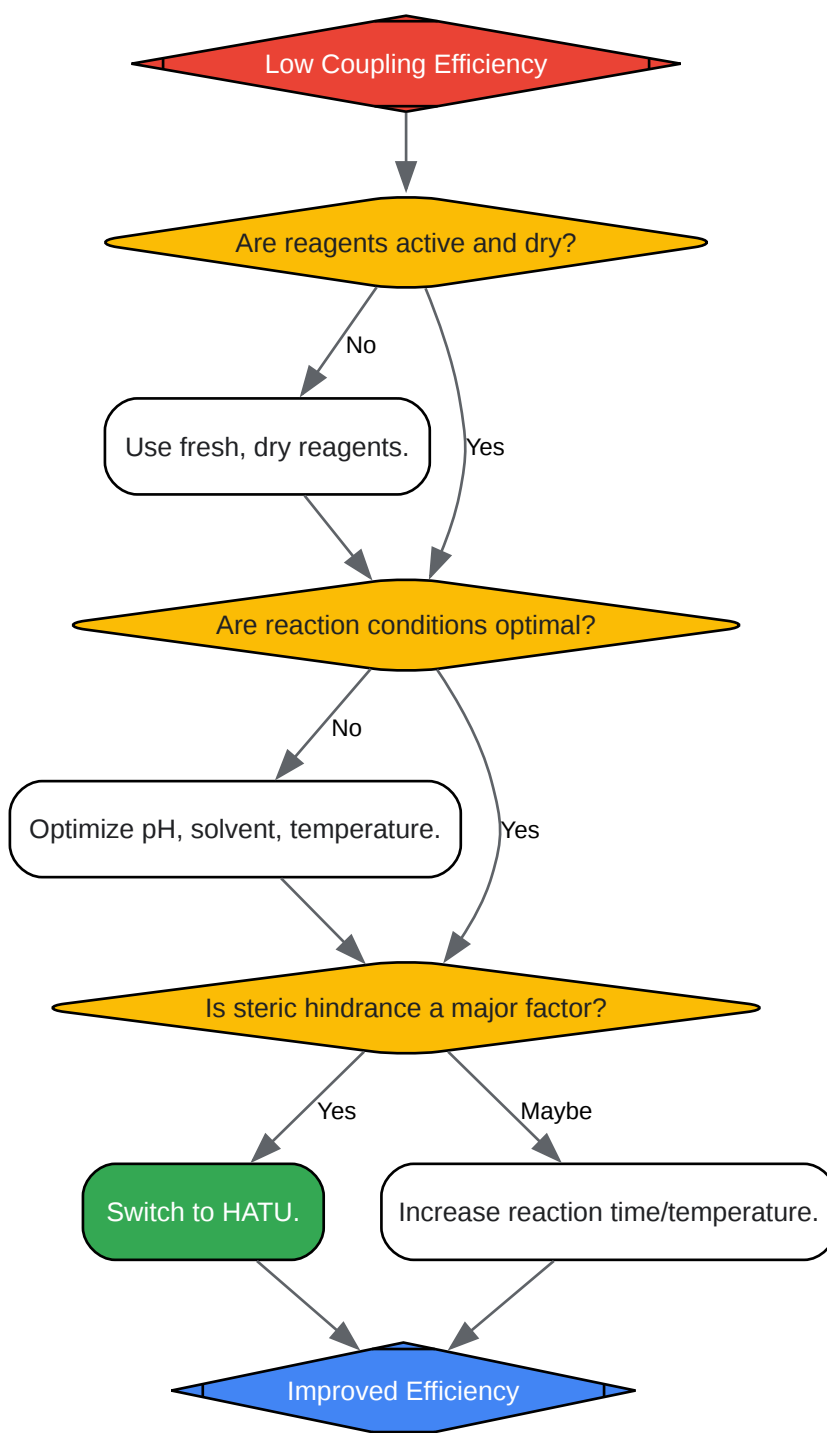 Low Coupling Efficiency
Are reagents active and dry?
No
Use fresh, dry reagents.
Yes
Are reaction conditions optimal?
No
Optimize pH, solvent, temperature.
Yes
Is steric hindrance a major factor?
Yes
Maybe
Switch to HATU.
Increase reaction time/temperature.
Improved Efficiency